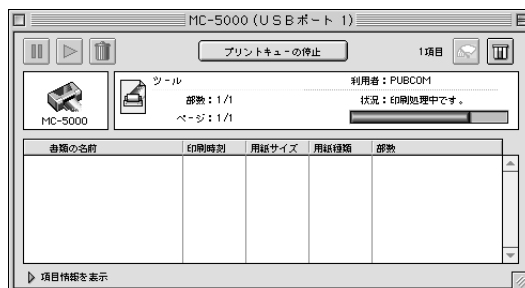 MC-5000(USBポート 1)
プリントキューの停止
1項目
MC-5000
ツール
部数:1/1
ページ:1/1
利用者:PUBCOM
状況:印刷処理中です。
書類の名前 印刷時刻 用紙サイズ 用紙種類 部数
項目情報を表示